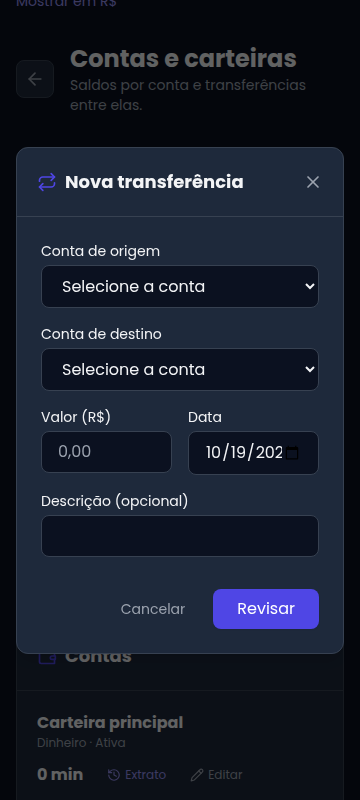 Mostrar em R$
Contas e carteiras
Saldos por conta e transferências
entre elas.
Nova transferência
Conta de origem
Selecione a conta
Conta de destino
Selecione a conta
Valor (R$)
Data
0,00
10/19/202
Descrição (opcional)
Cancelar
Revisar
Contas
Carteira principal
Dinheiro · Ativa
0 min
Extrato
Editar